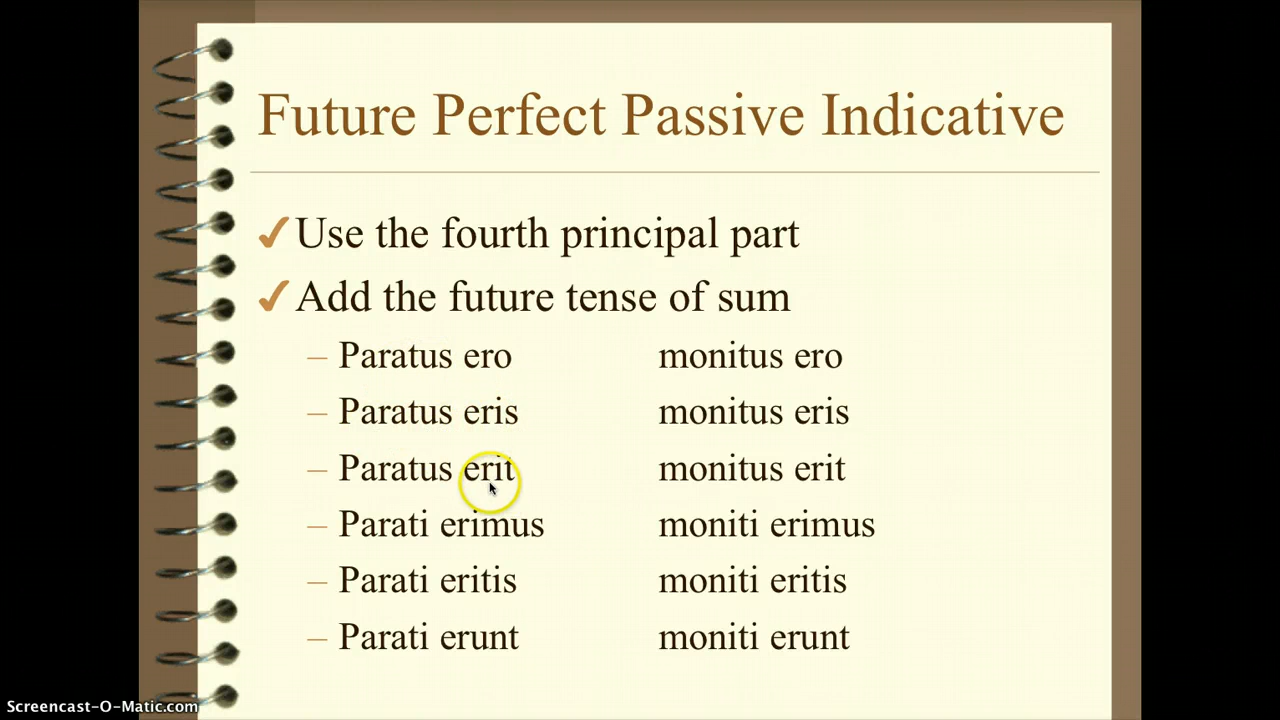 Future Perfect Passive Indicative
✓Use the fourth principal part
✓Add the future tense of sum
– Paratus ero monitus ero
– Paratus eris monitus eris
– Paratus erit monitus erit
– Parati erimus moniti erimus
– Parati eritis moniti eritis
– Parati erunt moniti erunt
Screencast-O-Matic.com